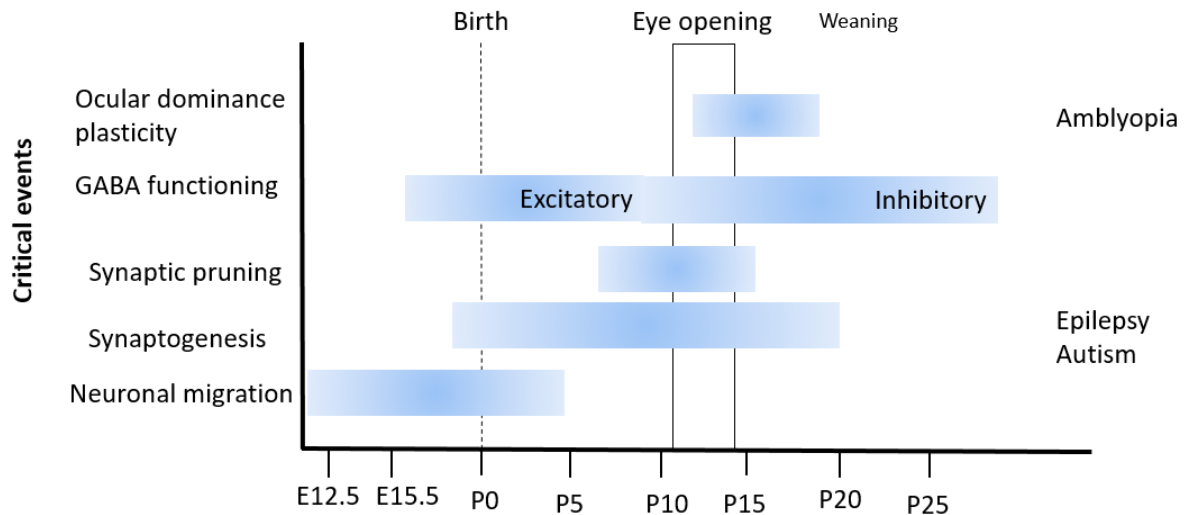 Birth
Eye opening
Weaning
Ocular dominance
plasticity
Amblyopia
GABA functioning
Excitatory
Inhibitory
Critical events
Synaptic pruning
Synaptogenesis
Epilepsy
Autism
Neuronal migration
E12.5
E15.5
P0
P5
P10
P15
P20
P25